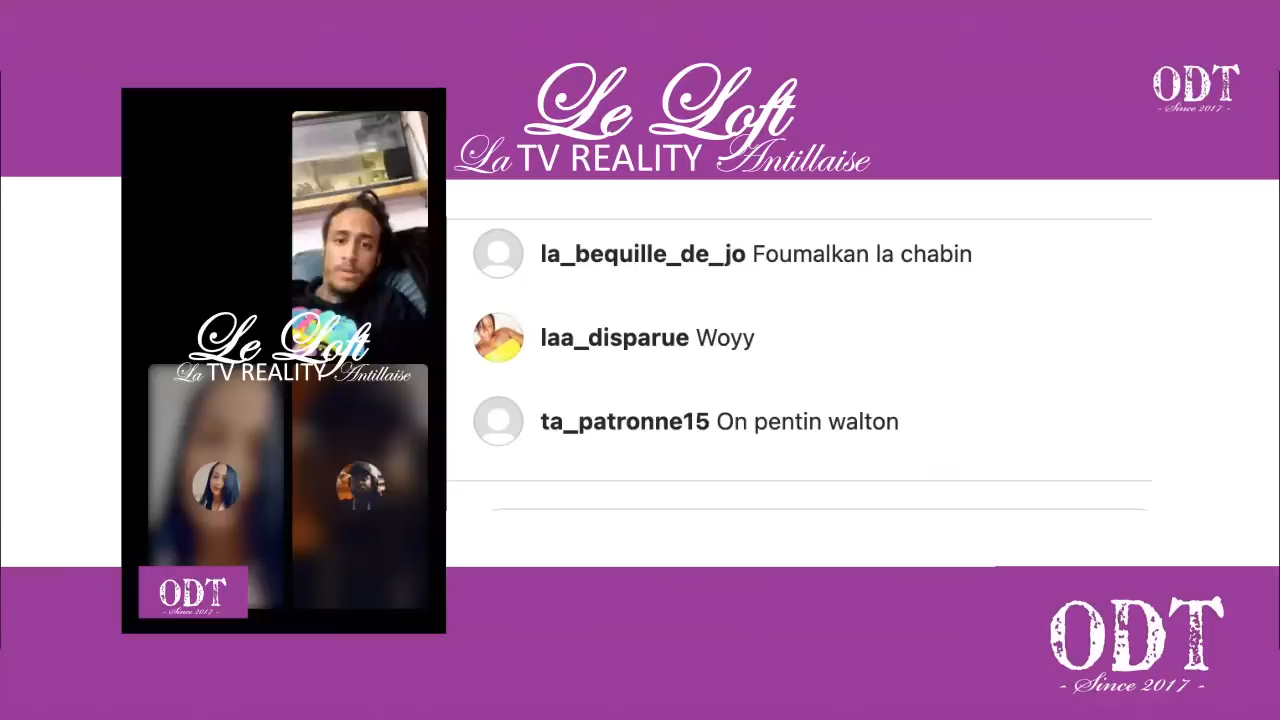 Le Loft
La TV REALITY Antillaise
ODT
- Since 2017 -
la_bequille_de_jo Foumalkan la chabin
laa_disparue Woyy
ta_patronne15 On pentin walton
Le Loft
La TV REALITY Antillaise
ODT
- Since 2017 -
ODT
- Since 2017 -